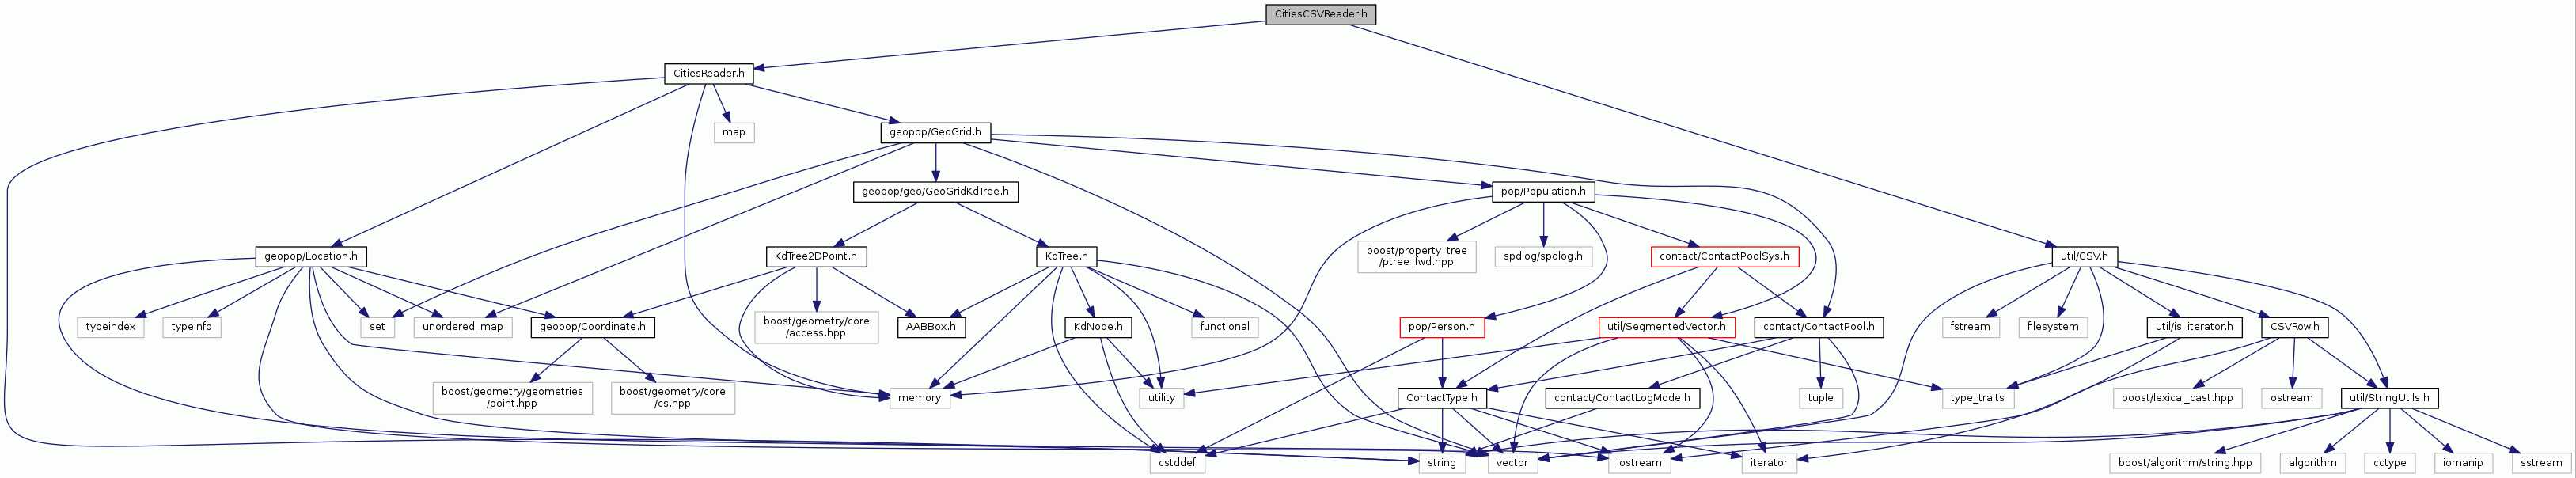 CitiesCSVReader.h
CitiesReader.h
map
geopop/GeoGrid.h
geopop/geo/GeoGridKdTree.h
pop/Population.h
geopop/Location.h
KdTree2DPoint.h
KdTree.h
boost/property_tree
/ptree_fwd.hpp
spdlog/spdlog.h
contact/ContactPoolSys.h
util/CSV.h
typeindex
typeinfo
set
unordered_map
geopop/Coordinate.h
boost/geometry/core
/access.hpp
AABBox.h
KdNode.h
functional
pop/Person.h
util/SegmentedVector.h
contact/ContactPool.h
fstream
filesystem
util/is_iterator.h
CSVRow.h
boost/geometry/geometries
/point.hpp
boost/geometry/core
/cs.hpp
memory
utility
ContactType.h
contact/ContactLogMode.h
tuple
type_traits
boost/lexical_cast.hpp
ostream
util/StringUtils.h
cstddef
string
vector
iostream
iterator
boost/algorithm/string.hpp
algorithm
cctype
iomanip
sstream